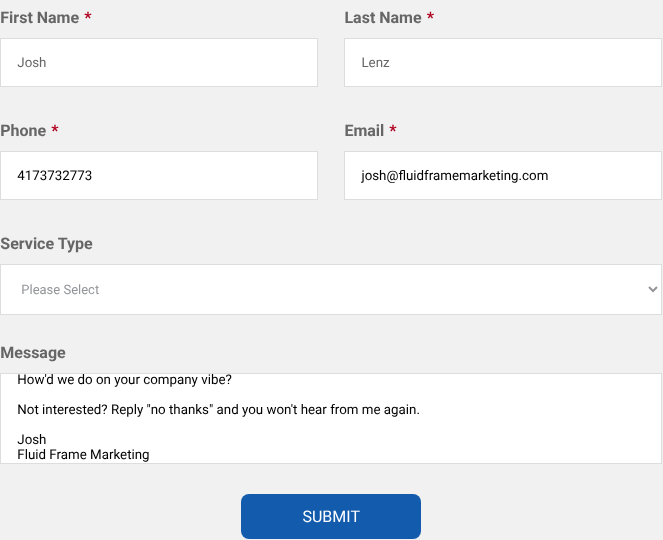 First Name *
Last Name *
Josh
Lenz
Phone *
Email *
4173732773
josh@fluidframemarketing.com
Service Type
Please Select
Message
How'd we do on your company vibe?
Not interested? Reply "no thanks" and you won't hear from me again.
Josh
Fluid Frame Marketing
SUBMIT